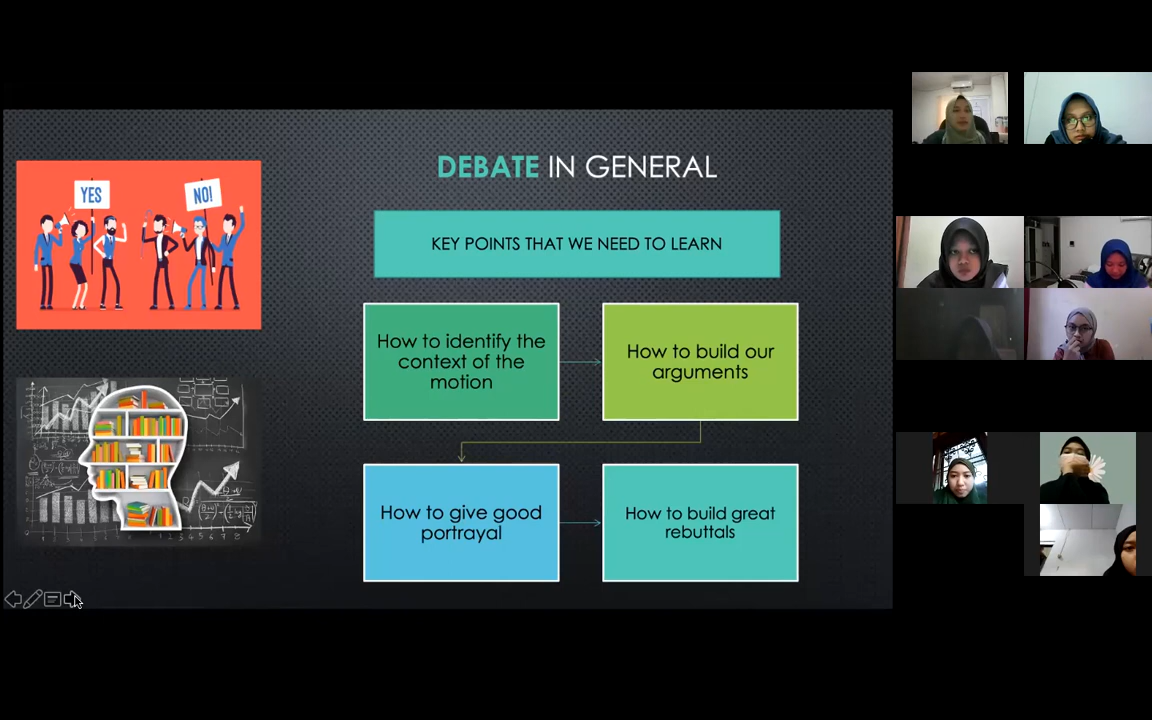 YES
NO!
DEBATE IN GENERAL
KEY POINTS THAT WE NEED TO LEARN
How to identify the
context of the
motion
How to build our
arguments
How to give good
portrayal
How to build great
rebuttals